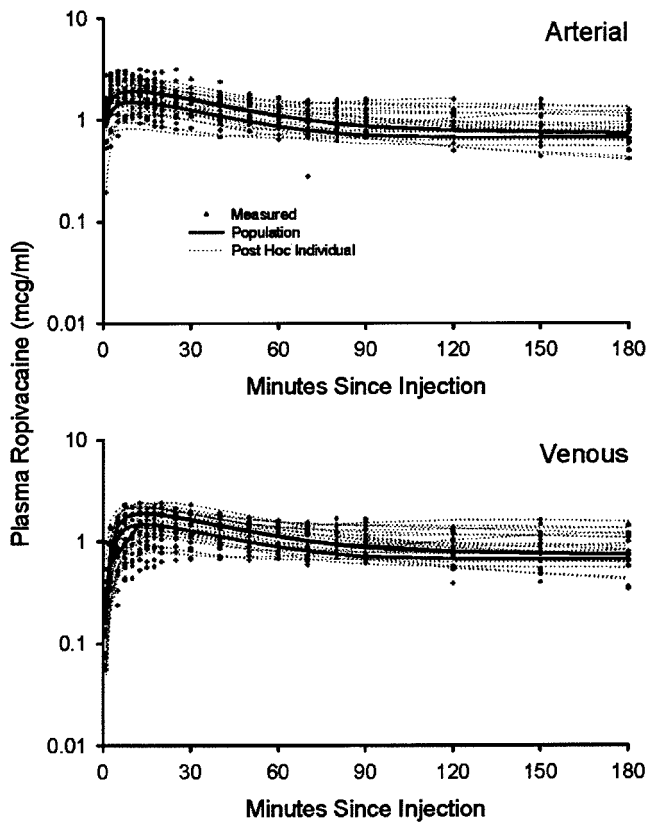 Arterial
10
1
0.1
0.01
Measured
Population
Post Hoc Individual
0 30 60 90 120 150 180
Minutes Since Injection
Plasma Ropivacaine (mcg/ml)
Venous
10
1
0.1
0.01
0 30 60 90 120 150 180
Minutes Since Injection